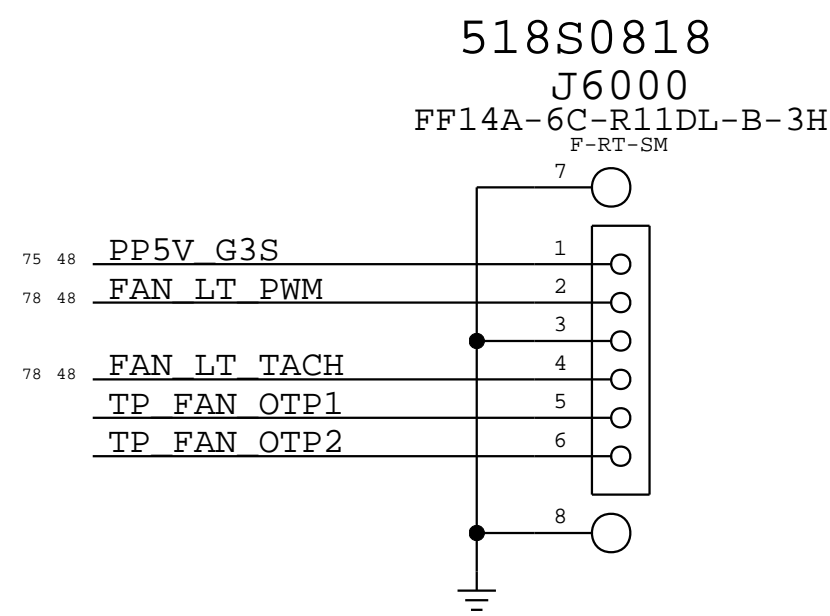 518S0818
J6000
FF14A-6C-R11DL-B-3H
F-RT-SM
7
75 48 PP5V_G3S 1
78 48 FAN_LT_PWM 2
3
78 48 FAN_LT_TACH 4
TP_FAN_OTP1 5
TP_FAN_OTP2 6
8